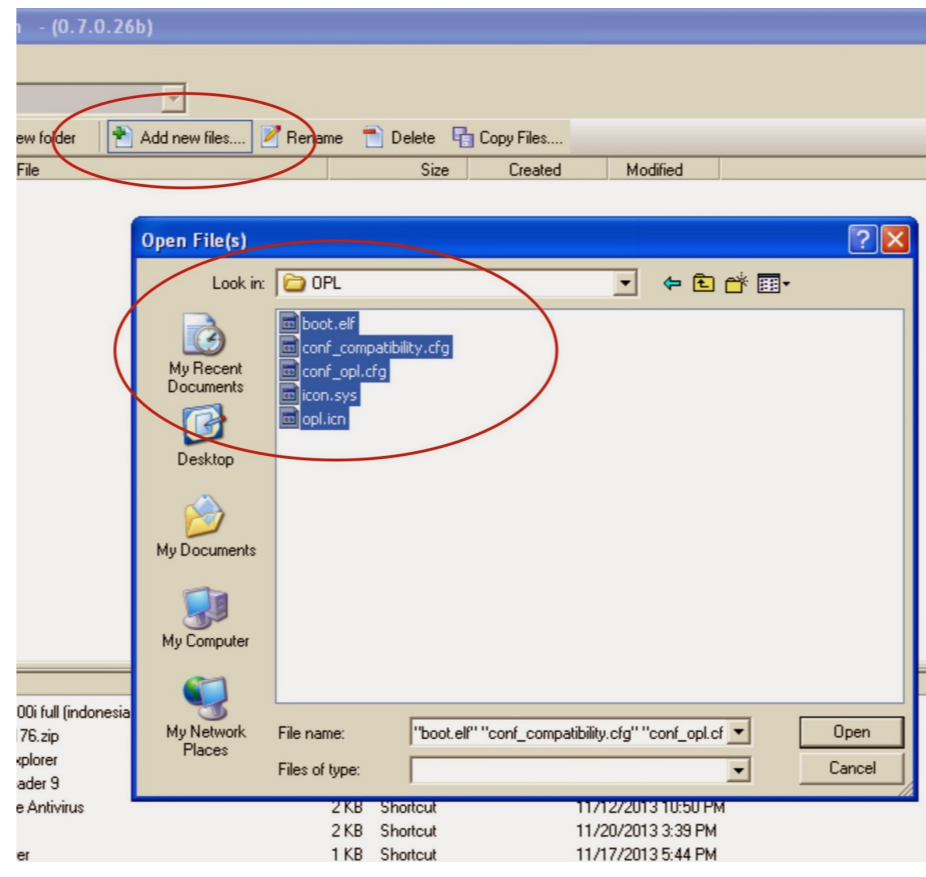 n - (0.7.0.26b)
ew folder Add new files.... Rename Delete Copy Files....
File Size Created Modified
Open File(s)
Look in: OPL
boot.elf
conf_compatibility.cfg
conf_opl.cfg
icon.sys
opl.icn
My Recent
Documents
Desktop
My Documents
My Computer
My Network
Places
File name: "boot.elf" "conf_compatibility.cfg" "conf_opl.cf
Open
Files of type:
Cancel
00i full (indonesia
176.zip
xplorer
ader 9
e Antivirus 2 KB Shortcut 11/12/2013 10:50 PM
2 KB Shortcut 11/20/2013 3:39 PM
er 1 KB Shortcut 11/17/2013 5:44 PM